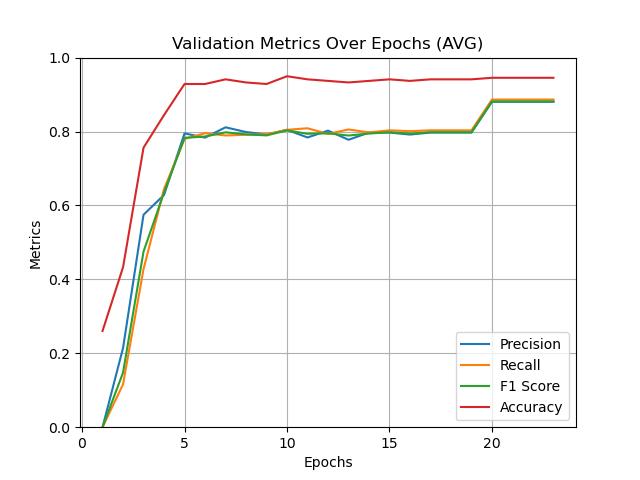 Validation Metrics Over Epochs (AVG)
1.0
0.8
0.6
0.4
0.2
0.0
Metrics
0 5 10 15 20
Epochs
Precision
Recall
F1 Score
Accuracy